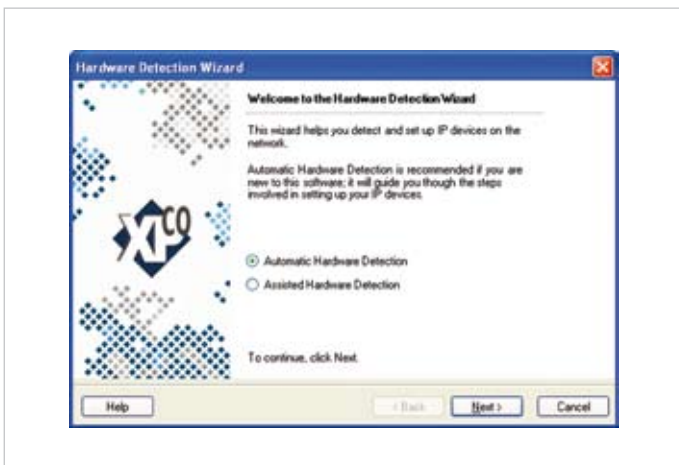 Hardware Detection Wizard
Welcome to the Hardware Detection Wizard
This wizard helps you detect and set up IP devices on the
network.
Automatic Hardware Detection is recommended if you are
new to this software; it will guide you though the steps
involved in setting up your IP devices.
XPCO
Automatic Hardware Detection
Assisted Hardware Detection
To continue, click Next.
Help
< Back
Next >
Cancel